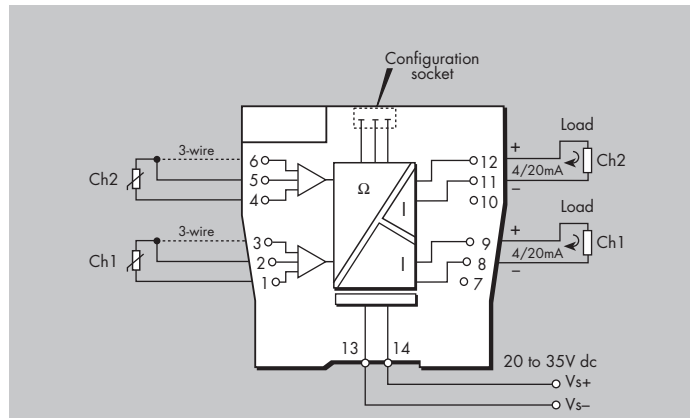 Configuration
socket
Load
3-wire
6
5
4
Ch2
Ω
I
I
12
11
10
+
4/20mA
–
Ch2
Load
3-wire
3
2
1
Ch1
9
8
7
+
4/20mA
–
Ch1
13
14
20 to 35V dc
Vs+
Vs–